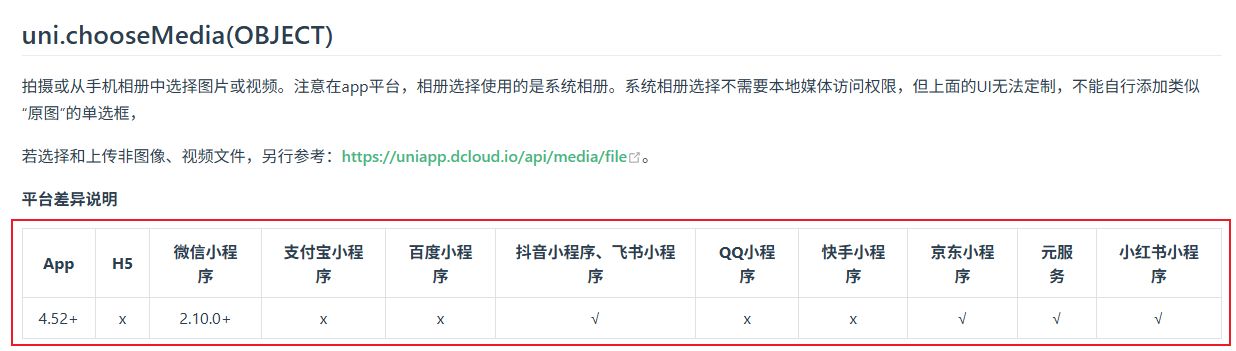 uni.chooseMedia(OBJECT)
拍摄或从手机相册中选择图片或视频。注意在app平台，相册选择使用的是系统相册。系统相册选择不需要本地媒体访问权限，但上面的UI无法定制，不能自行添加类似
“原图”的单选框，
若选择和上传非图像、视频文件，另行参考：https://uniapp.dcloud.io/api/media/file。
平台差异说明
App H5 微信小程序 支付宝小程序 百度小程序 抖音小程序、飞书小程序 QQ小程序 快手小程序 京东小程序 元服务 小红书小程序
4.52+ x 2.10.0+ x x √ x x √ √ √